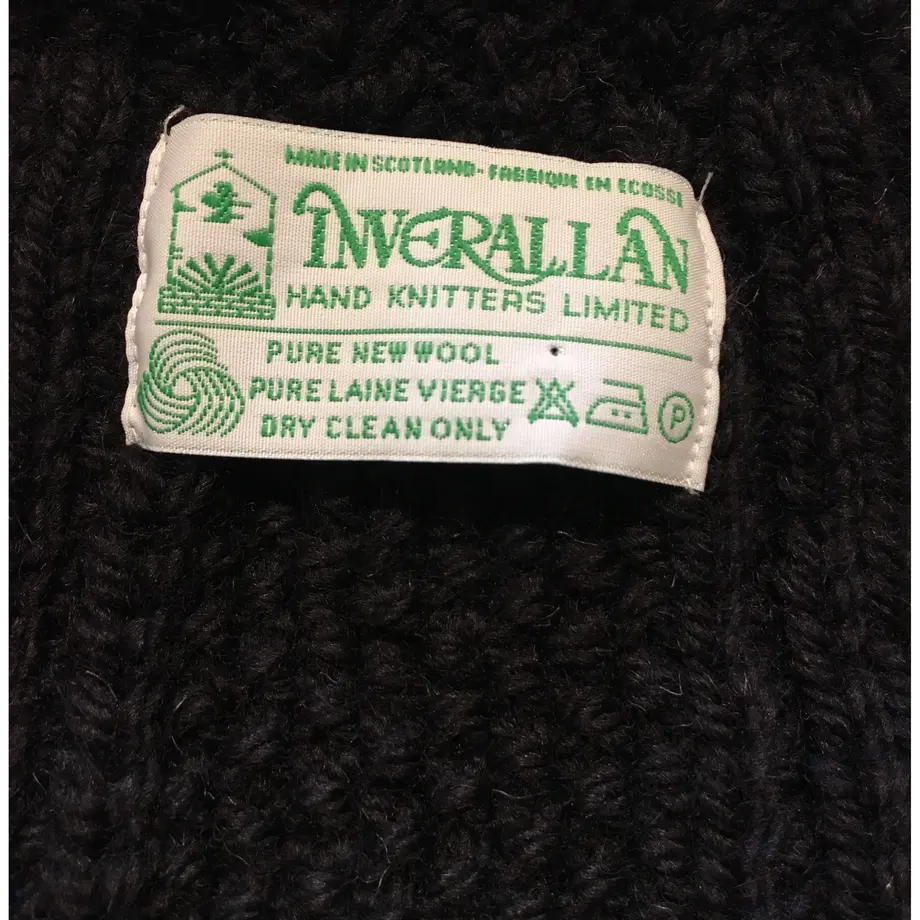 MADE IN SCOTLAND - FABRIQUE EN ECOSSE
INVERALLAN
HAND KNITTERS LIMITED
PURE NEW WOOL
PURE LAINE VIERGE
DRY CLEAN ONLY
P